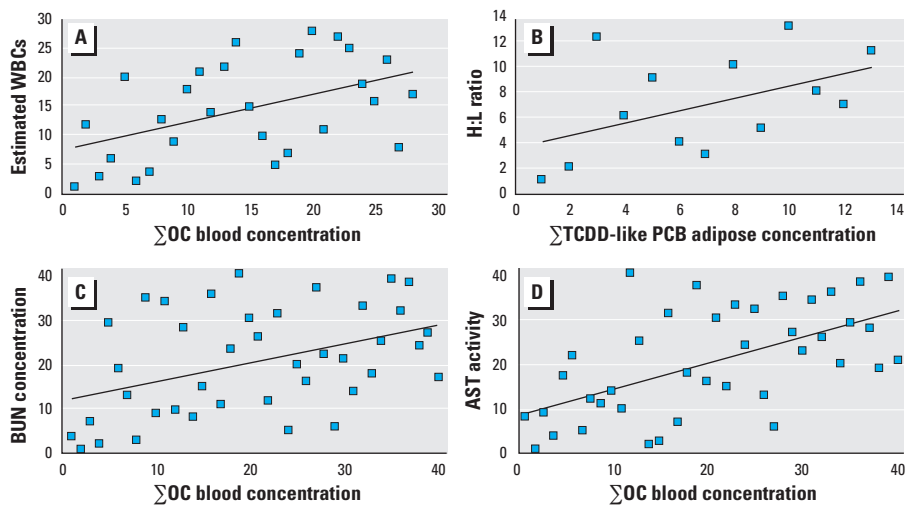 A
Estimated WBCs
30
25
20
15
10
5
0
0 5 10 15 20 25 30
∑OC blood concentration
B
H:L ratio
14
12
10
8
6
4
2
0
0 2 4 6 8 10 12 14
∑TCDD-like PCB adipose concentration
C
BUN concentration
40
30
20
10
0
0 10 20 30 40
∑OC blood concentration
D
AST activity
40
30
20
10
0
0 10 20 30 40
∑OC blood concentration